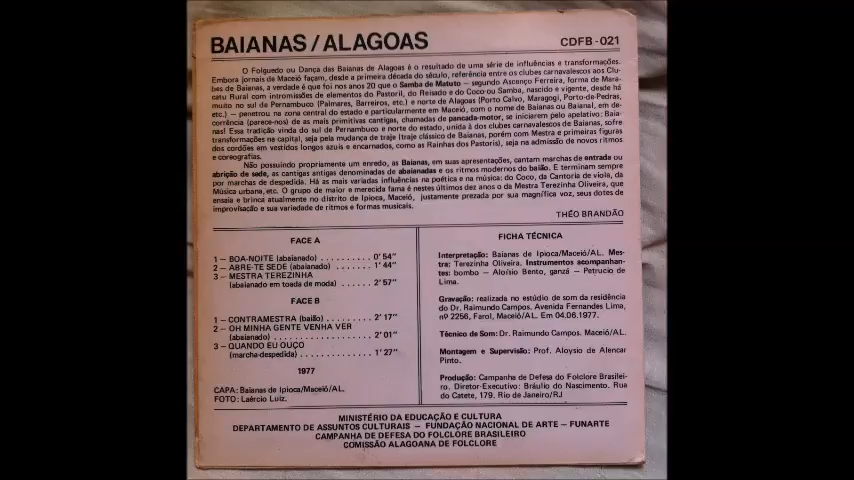 BAIANAS/ALAGOAS
CDFB-021
O Folguedo ou Dança das Baianas de Alagoas é o resultado de uma série de influências e transformações.
Embora jornais de Maceió façam, desde a primeira década do século, referência entre os clubes carnavalescos aos Clu-
bes de Baianas, a verdade é que foi nos anos 20 que o Samba de Matuto — segundo Ascenço Ferreira, forma de Mara-
catu Rural com intromissões de elementos do Pastoril, do Reisado e do Coco ou Samba, nascido e vigente, desde há
muito no sul de Pernambuco (Palmares, Barreiros, etc.) e norte de Alagoas (Porto Calvo, Maragogi, Porto-de-Pedras,
etc.) — penetrou na zona central do estado e particularmente em Maceió, com o nome de Baianas ou Baianal, em de-
corrência (parece-nos) de as mais primitivas cantigas, chamadas de pancada-motor, se iniciarem pelo apelativo: Baia-
nas! Essa tradição vinda do sul de Pernambuco e norte do estado, unida à dos clubes carnavalescos de Baianas, sofre
transformações na capital, seja pela mudança de traje (traje clássico de Baianas, porém com Mestra e primeiras figuras
dos cordões em vestidos longos azuis e encarnados, como as Rainhas dos Pastoris), seja na admissão de novos ritmos
e coreografias.
Não possuindo propriamente um enredo, as Baianas, em suas apresentações, cantam marchas de entrada ou
abrição de sede, as cantigas antigas denominadas de abaianadas e os ritmos modernos do baião. E terminam sempre
por marchas de despedida. Há as mais variadas influências na poética e na música: do Coco, da Cantoria de viola, da
Música urbana, etc. O grupo de maior e merecida fama é nestes últimos dez anos o da Mestra Terezinha Oliveira, que
ensaia e brinca atualmente no distrito de Ipioca, Maceió, justamente prezada por sua magnífica voz, seus dotes de
improvisação e sua variedade de ritmos e formas musicais.
THÉO BRANDÃO
FACE A
1 — BOA-NOITE (abaianado) .......... 0'54"
2 — ABRE-TE SEDE (abaianado) ....... 1'44"
3 — MESTRA TEREZINHA
(abaianado em toada de moda) ...... 2'57"
FACE B
1 — CONTRAMESTRA (baião) .......... 2'17"
2 — OH MINHA GENTE VENHA VER
(abaianado) .................... 2'01"
3 — QUANDO EU OUÇO
(marcha-despedida) .............. 1'27"
1977
CAPA: Baianas de Ipioca/Maceió/AL.
FOTO: Laércio Luiz.
FICHA TÉCNICA
Interpretação: Baianas de Ipioca/Maceió/AL. Mes-
tra: Terezinha Oliveira. Instrumentos acompanhan-
tes: bombo — Aloísio Bento, ganzá — Petrucio de
Lima.
Gravação: realizada no estúdio de som da residência
do Dr. Raimundo Campos. Avenida Fernandes Lima,
nº 2256, Farol, Maceió/AL. Em 04.06.1977.
Técnico de Som: Dr. Raimundo Campos. Maceió/AL.
Montagem e Supervisão: Prof. Aloysio de Alencar
Pinto.
Produção: Campanha de Defesa do Folclore Brasilei-
ro. Diretor-Executivo: Bráulio do Nascimento. Rua
do Catete, 179. Rio de Janeiro/RJ
MINISTÉRIO DA EDUCAÇÃO E CULTURA
DEPARTAMENTO DE ASSUNTOS CULTURAIS — FUNDAÇÃO NACIONAL DE ARTE — FUNARTE
CAMPANHA DE DEFESA DO FOLCLORE BRASILEIRO
COMISSÃO ALAGOANA DE FOLCLORE